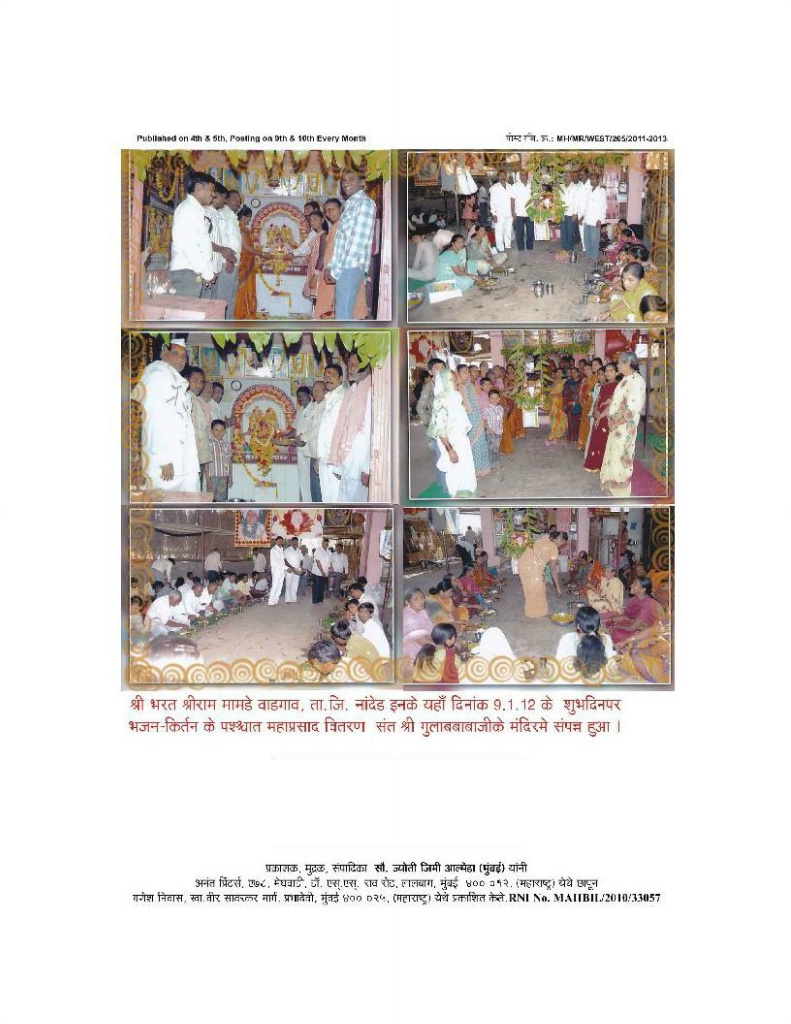 Published on 4th & 5th, Posting on 9th & 10th Every Month
पोस्ट रजि. क्र.: MH/MR/WEST/265/2011-2013
श्री भरत श्रीराम मामडे वाडगाव, ता.जि. नांदेड इनके यहाँ दिनांक 9.1.12 के शुभदिनपर
भजन-किर्तन के पश्श्चात महाप्रसाद वितरण संत श्री गुलाबबाबाजीके मंदिरमे संपन्न हुआ ।
प्रकाशक, मुद्रक, संपादिका सौ. ज्योती जिमी आल्मेडा (मुंबई) यांनी
अनंत प्रिंटर्स, ए७८, मेघवाडी, डॉ. एस्.एस्. राव रोड, लालबाग, मुंबई ४०० ०१२. (महाराष्ट्र) येथे छापून
गणेश निवास, स्वा.वीर सावरकर मार्ग, प्रभादेवी, मुंबई ४०० ०२५, (महाराष्ट्र) येथे प्रकाशित केले. RNI No. MAHBIL/2010/33057